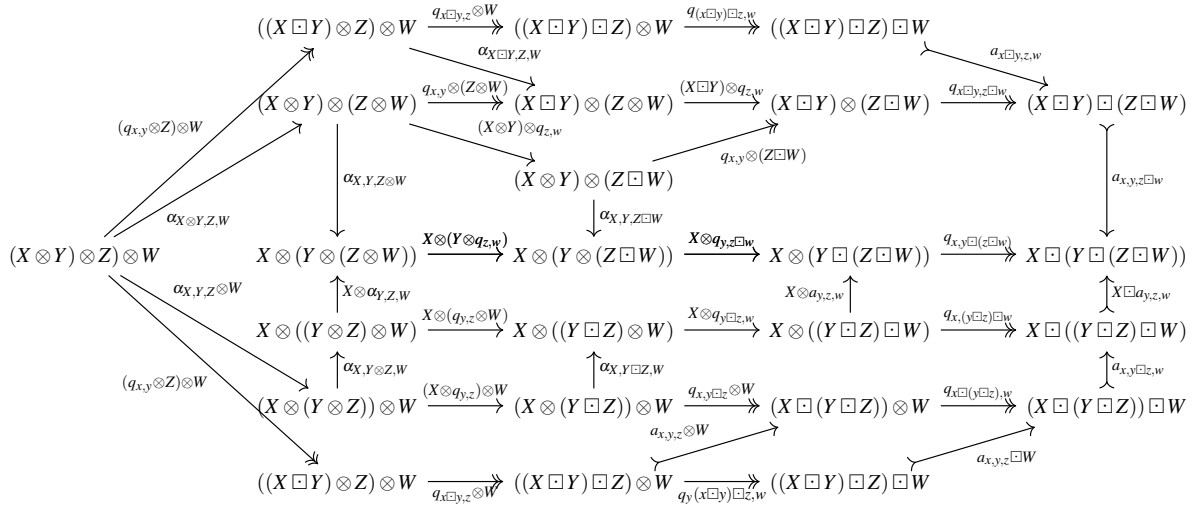 q_{x⊡y,z}⊗W q_{(x⊡y)⊡z,w}
((X⊡Y)⊗Z)⊗W ((X⊡Y)⊡Z)⊗W ((X⊡Y)⊡Z)⊡W
α_{X⊡Y,Z,W} a_{x⊡y,z,w}
q_{x,y}⊗(Z⊗W) (X⊡Y)⊗q_{z,w} q_{x⊡y,z⊡w}
(X⊗Y)⊗(Z⊗W) (X⊡Y)⊗(Z⊗W) (X⊡Y)⊗(Z⊡W) (X⊡Y)⊡(Z⊡W)
(q_{x,y}⊗Z)⊗W (X⊗Y)⊗q_{z,w}
q_{x,y}⊗(Z⊡W)
α_{X,Y,Z⊗W} (X⊗Y)⊗(Z⊡W) a_{x,y,z⊡w}
α_{X⊗Y,Z,W} α_{X,Y,Z⊡W}
X⊗(Y⊗q_{z,w}) X⊗q_{y,z⊡w} q_{x,y⊡(z⊡w)}
(X⊗Y)⊗Z)⊗W X⊗(Y⊗(Z⊗W)) X⊗(Y⊗(Z⊡W)) X⊗(Y⊡(Z⊡W)) X⊡(Y⊡(Z⊡W))
α_{X,Y,Z}⊗W X⊗α_{Y,Z,W} X⊗a_{y,z,w} X⊡a_{y,z,w}
X⊗(q_{y,z}⊗W) X⊗q_{y⊡z,w} q_{x,(y⊡z)⊡w}
X⊗((Y⊗Z)⊗W) X⊗((Y⊡Z)⊗W) X⊗((Y⊡Z)⊡W) X⊡((Y⊡Z)⊡W)
α_{X,Y⊗Z,W} α_{X,Y⊡Z,W} a_{x,y⊡z,w}
(q_{x,y}⊗Z)⊗W (X⊗q_{y,z})⊗W q_{x,y⊡z}⊗W q_{x⊡(y⊡z),w}
(X⊗(Y⊗Z))⊗W (X⊗(Y⊡Z))⊗W (X⊡(Y⊡Z))⊗W (X⊡(Y⊡Z))⊡W
a_{x,y,z}⊗W a_{x,y,z}⊡W
((X⊡Y)⊗Z)⊗W ((X⊡Y)⊡Z)⊗W ((X⊡Y)⊡Z)⊡W
q_{x⊡y,z}⊗W q_y(x⊡y)⊡z,w